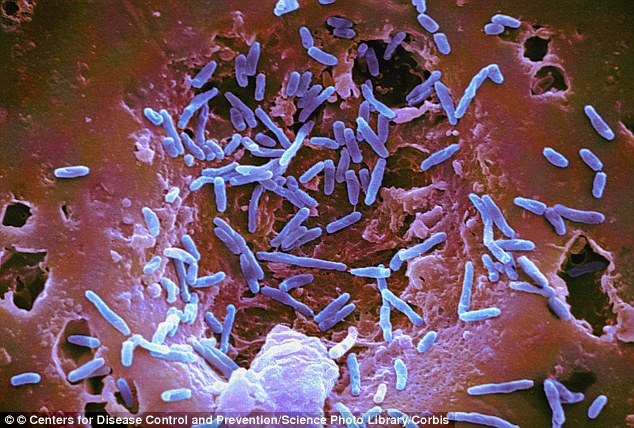 © Centers for Disease Control and Prevention/Science Photo Library/Corbis